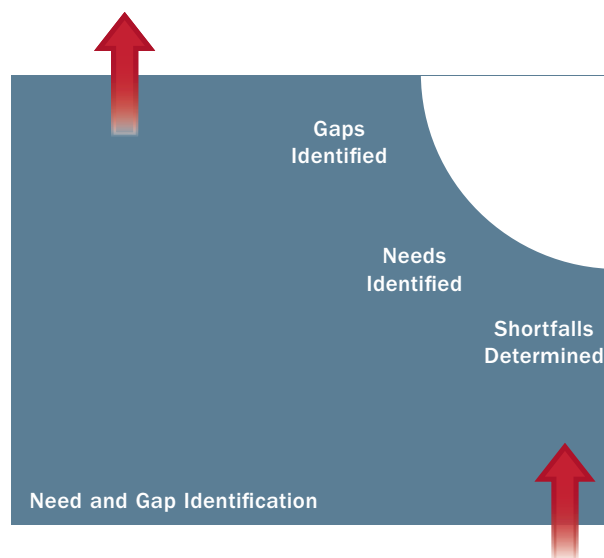 Gaps
Identified
Needs
Identified
Shortfalls
Determined
Need and Gap Identification